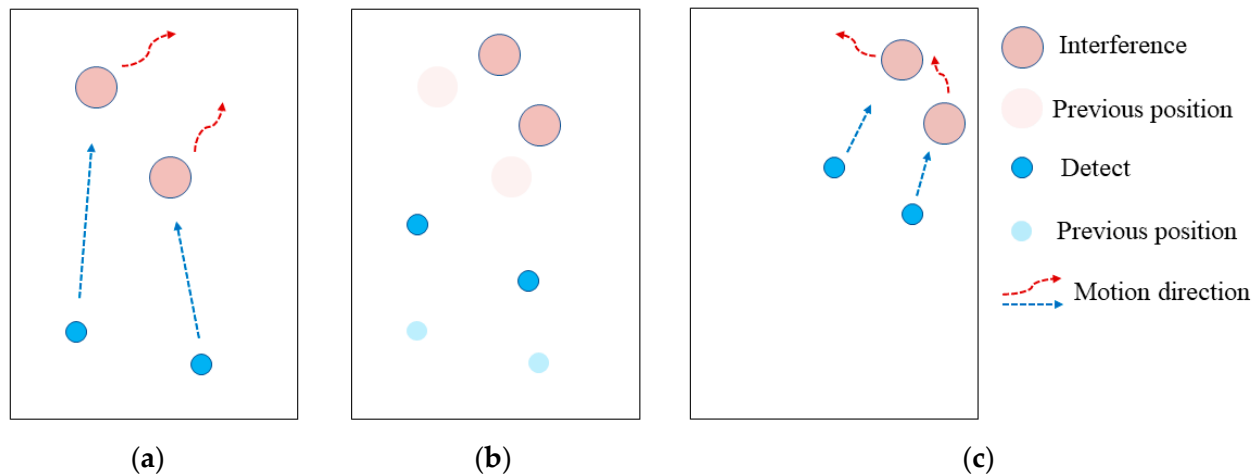 Interference
Previous position
Detect
Previous position
Motion direction
(a)
(b)
(c)